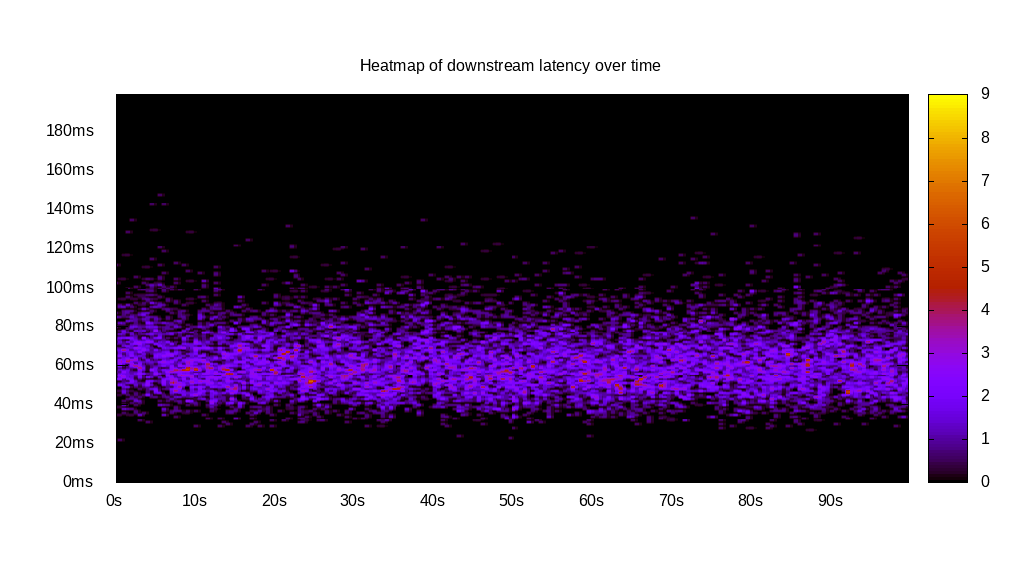 Heatmap of downstream latency over time
180ms
160ms
140ms
120ms
100ms
80ms
60ms
40ms
20ms
0ms
0s 10s 20s 30s 40s 50s 60s 70s 80s 90s
9
8
7
6
5
4
3
2
1
0